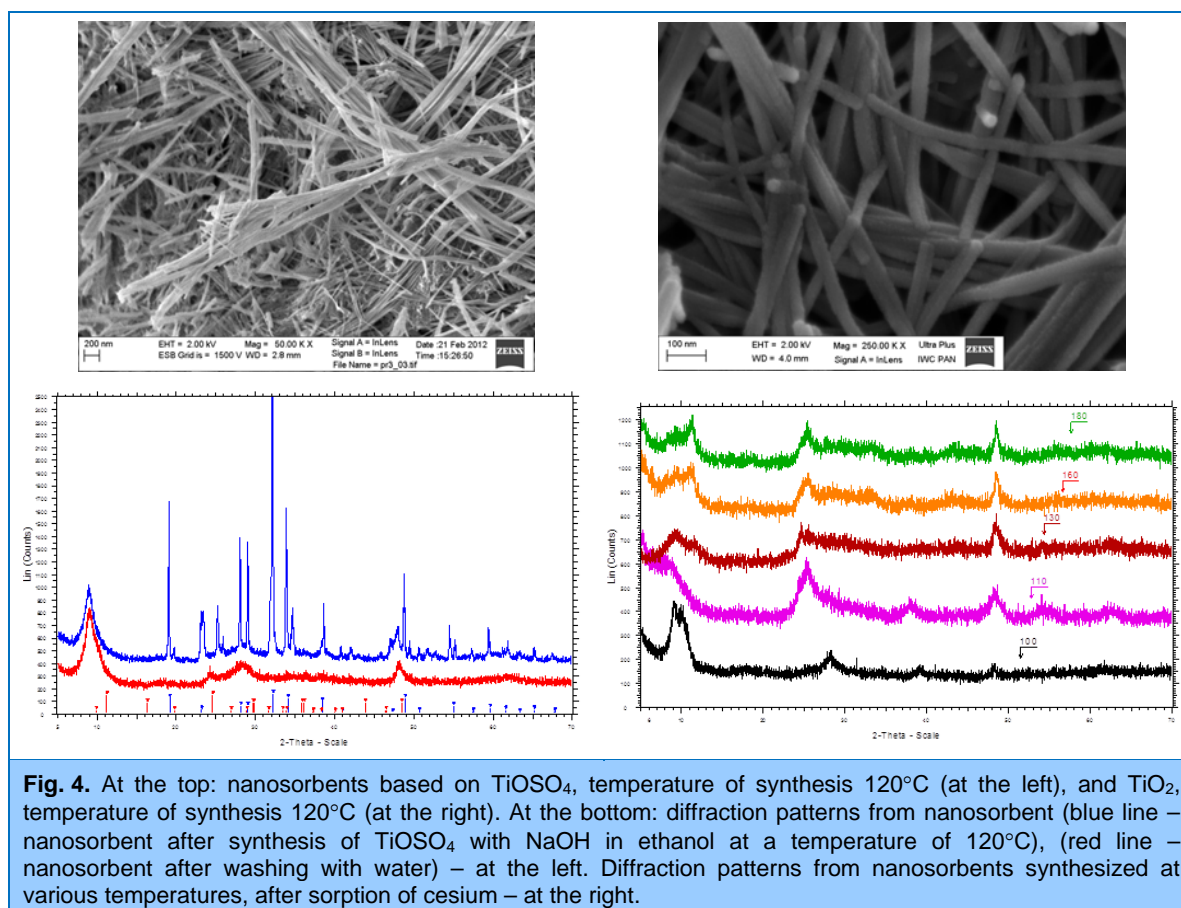 200 nm
EHT = 2.00 kV Mag = 50.00 K X Signal A = InLens Date :21 Feb 2012
ESB Grid is = 1500 V WD = 2.8 mm Signal B = InLens Time :15:26:50
File Name = pr3_03.tif
ZEISS
100 nm
EHT = 2.00 kV Mag = 250.00 K X Ultra Plus
WD = 4.0 mm Signal A = InLens IWC PAN
ZEISS
Lin (Counts)
2-Theta - Scale
Lin (Counts)
180
160
130
110
100
2-Theta - Scale
Fig. 4. At the top: nanosorbents based on TiOSO₄, temperature of synthesis 120°C (at the left), and TiO₂,
temperature of synthesis 120°C (at the right). At the bottom: diffraction patterns from nanosorbent (blue line –
nanosorbent after synthesis of TiOSO₄ with NaOH in ethanol at a temperature of 120°C), (red line –
nanosorbent after washing with water) – at the left. Diffraction patterns from nanosorbents synthesized at
various temperatures, after sorption of cesium – at the right.